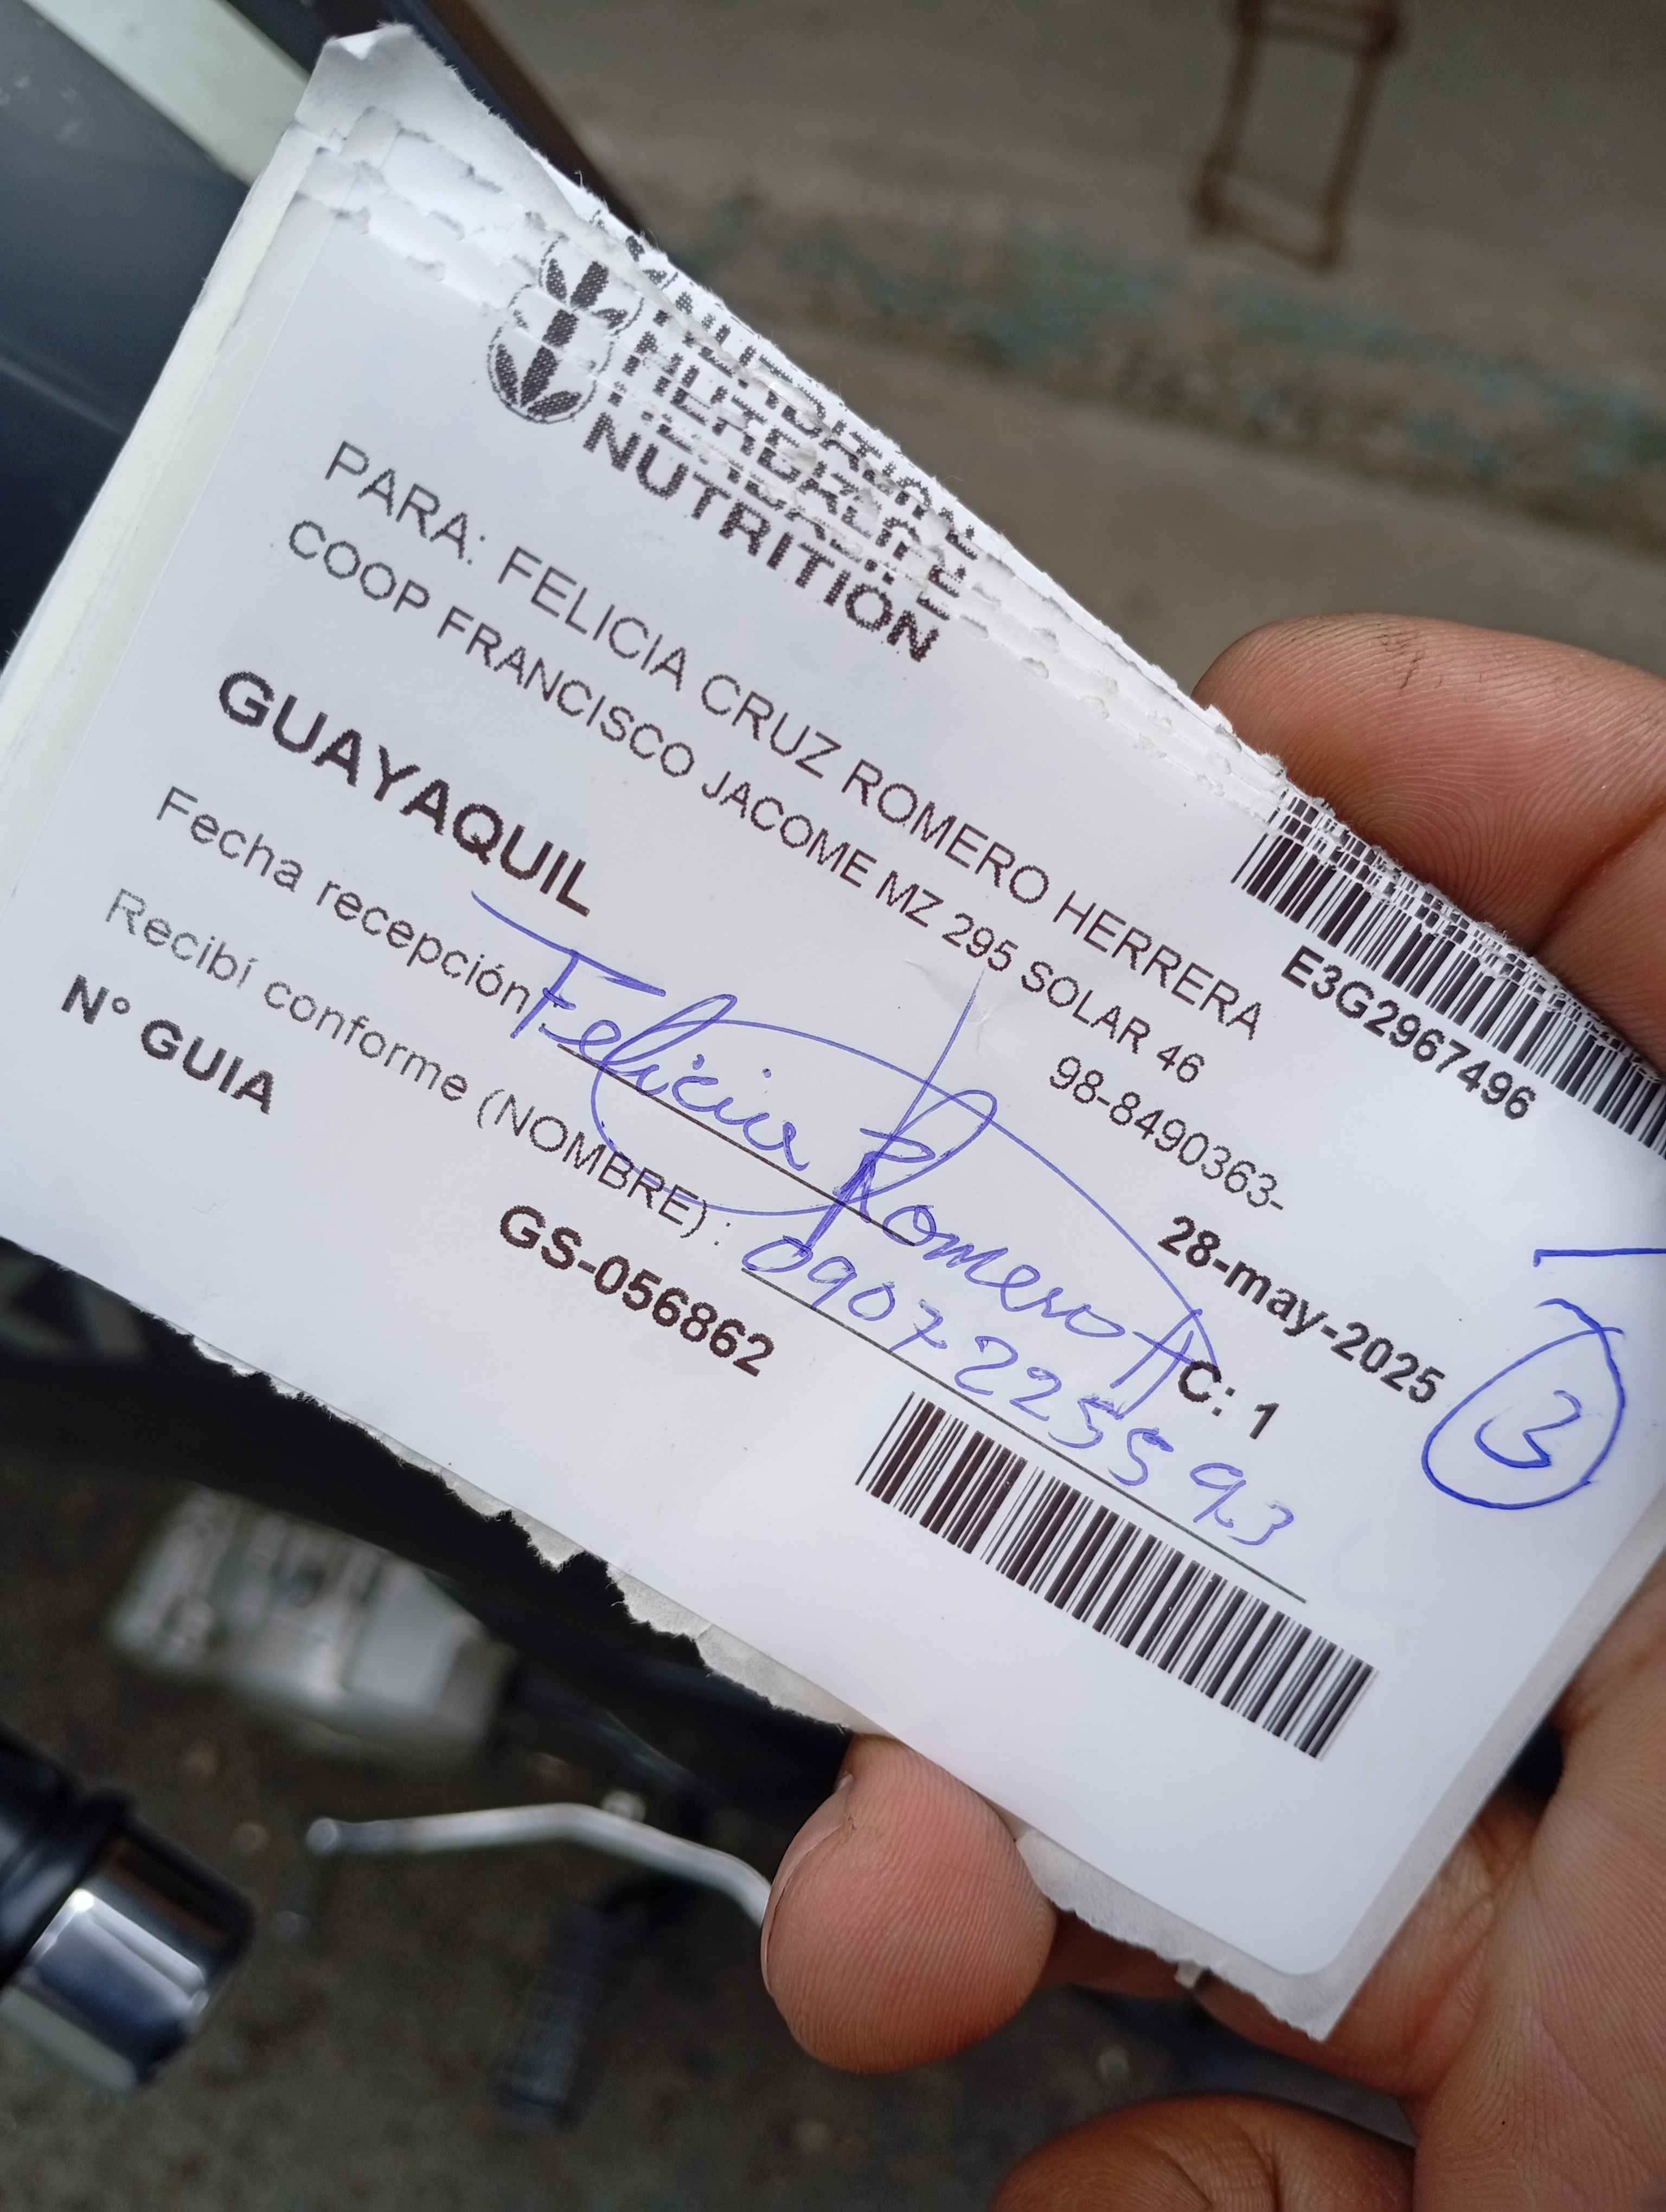 HERBALIFE
NUTRITION
E3G2967496
PARA: FELICIA CRUZ ROMERO HERRERA
COOP FRANCISCO JACOME MZ 295 SOLAR 46
98-8490363-
GUAYAQUIL
28-may-2025
Fecha recepción
Felicia Romero H
C: 1
3
Recibí conforme (NOMBRE) :
0907225593
N° GUIA
GS-056862